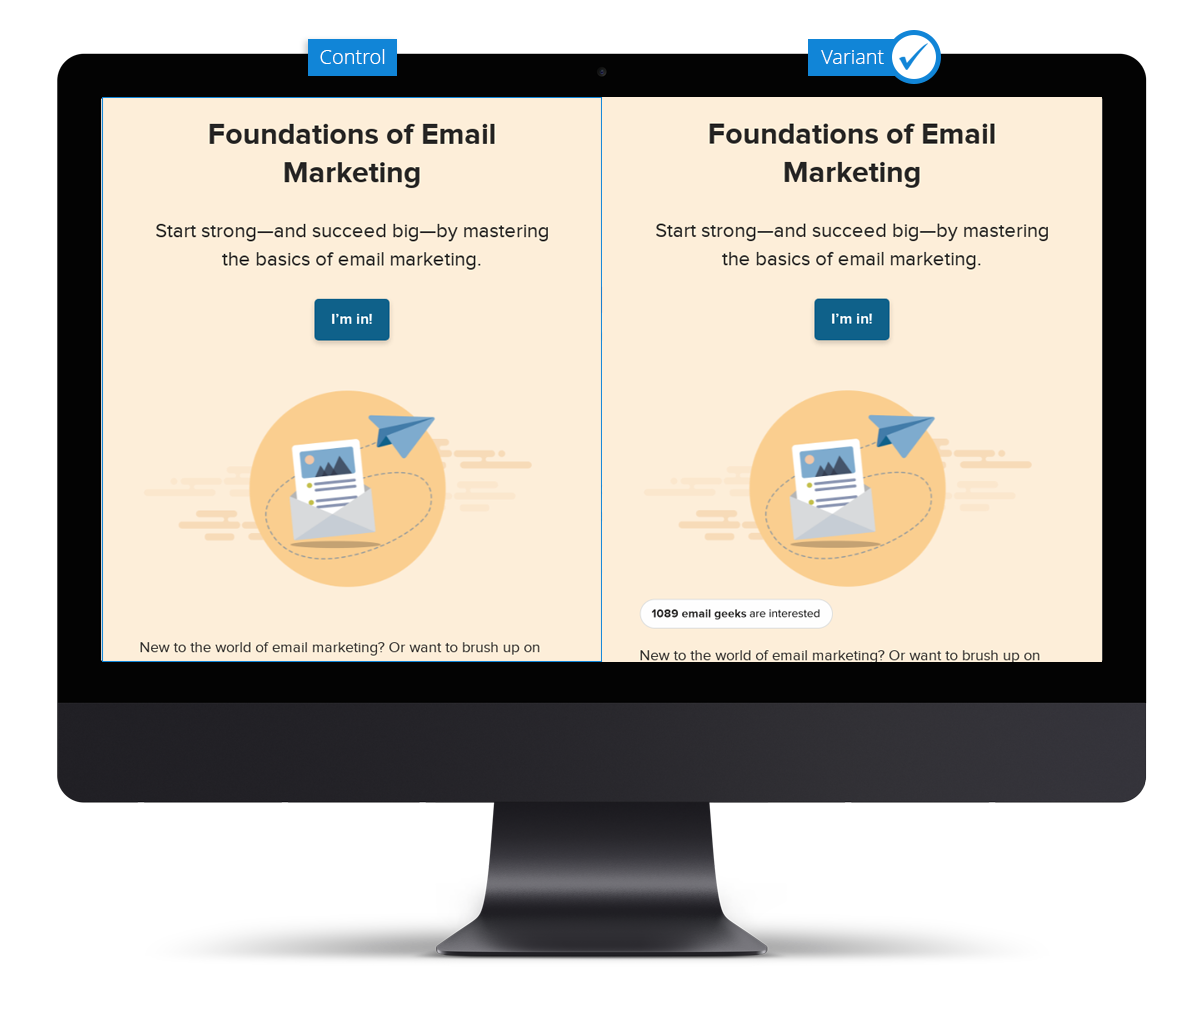 Control
Foundations of Email
Marketing
Start strong—and succeed big—by mastering
the basics of email marketing.
I'm in!
New to the world of email marketing? Or want to brush up on
Variant
Foundations of Email
Marketing
Start strong—and succeed big—by mastering
the basics of email marketing.
I'm in!
1089 email geeks are interested
New to the world of email marketing? Or want to brush up on